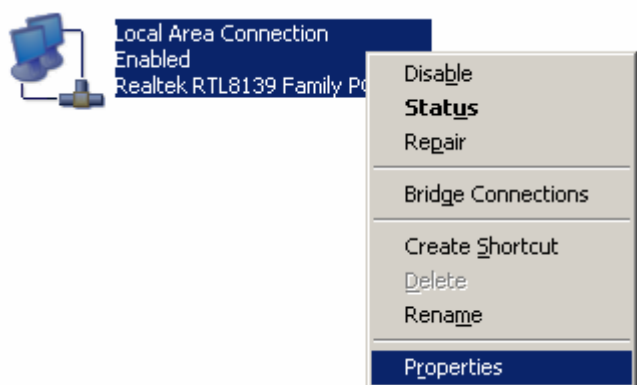 Local Area Connection
Enabled
Realtek RTL8139 Family
Disable
Status
Repair
Bridge Connections
Create Shortcut
Delete
Rename
Properties